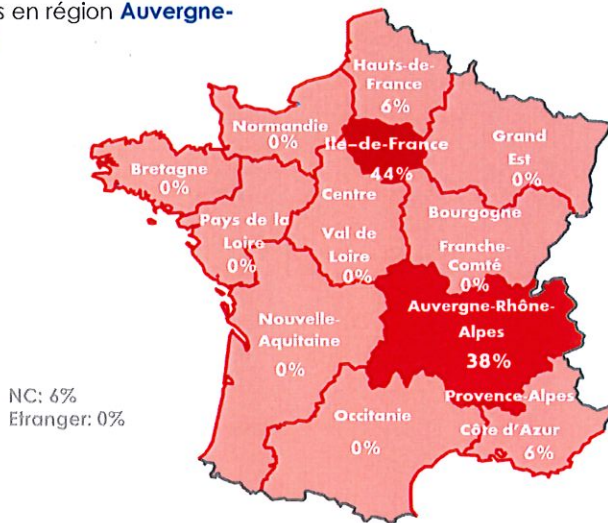 s en région Auvergne-
Hauts-de-
France
6%
Normandie
0%
Ile-de-France
44%
Grand
Est
0%
Bretagne
0%
Centre
Val de
Loire
0%
Pays de la
Loire
0%
Bourgogne
Franche-
Comté
0%
Auvergne-Rhône-
Alpes
38%
Nouvelle-
Aquitaine
0%
NC: 6%
Etranger: 0%
Occitanie
0%
Provence-Alpes
Côte d'Azur
6%